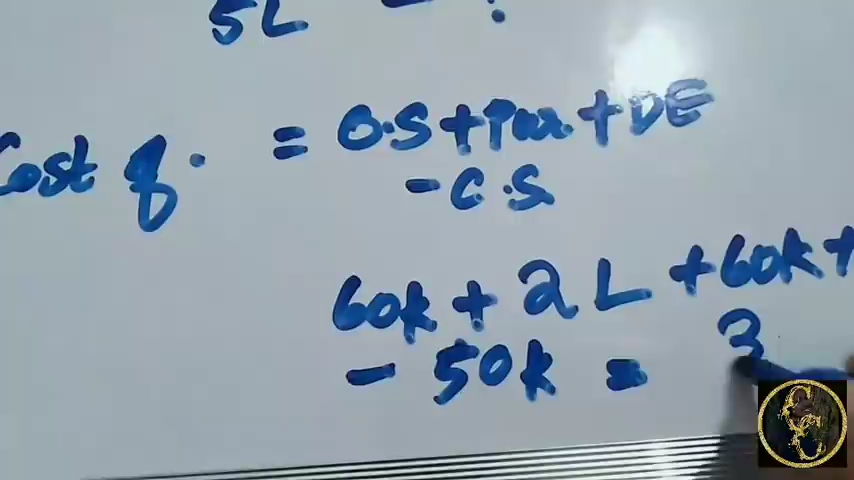 5L - ?
Cost of. = O.S + Pur. + DE
- C.S.
60k + 2L + 60k +
- 50k = 3